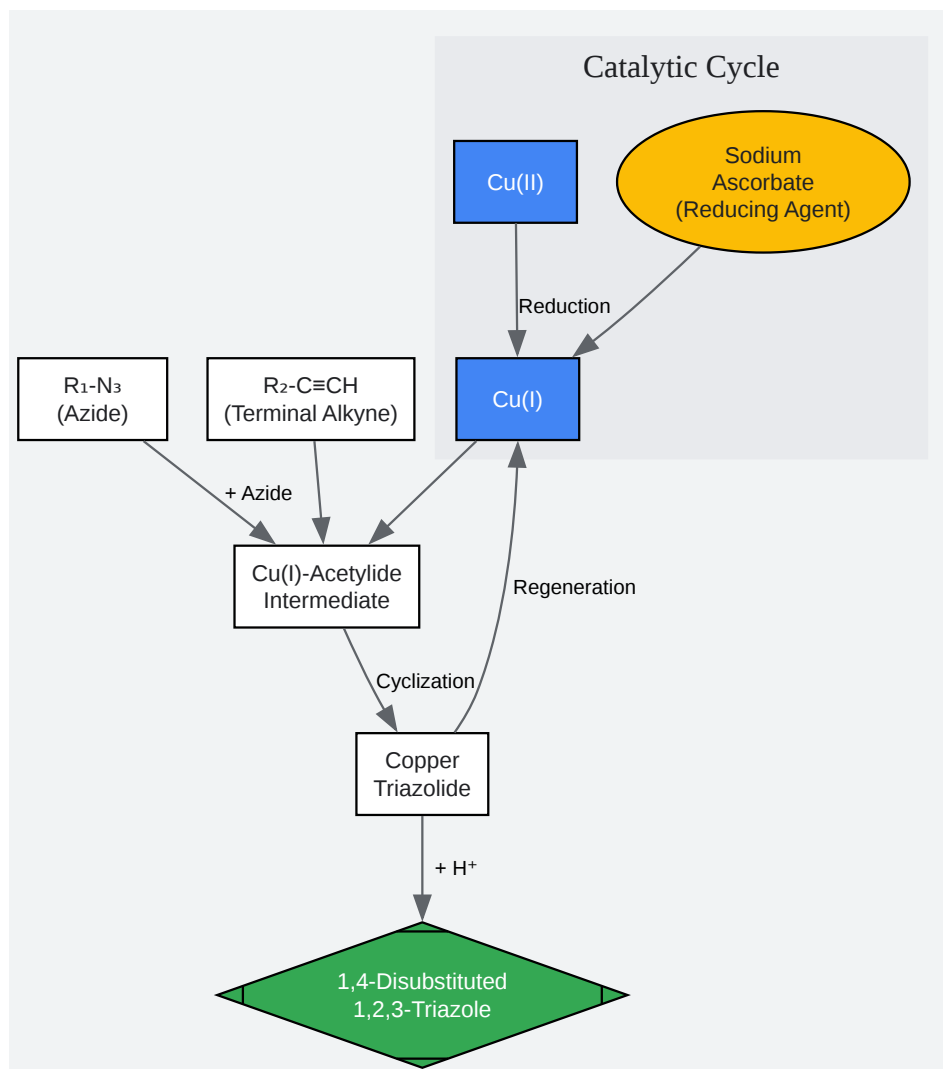 Catalytic Cycle
Cu(II)
Sodium
Ascorbate
(Reducing Agent)
Reduction
R₁-N₃
(Azide)
R₂-C≡CH
(Terminal Alkyne)
Cu(I)
+ Azide
Cu(I)-Acetylide
Intermediate
Regeneration
Cyclization
Copper
Triazolide
+ H⁺
1,4-Disubstituted
1,2,3-Triazole